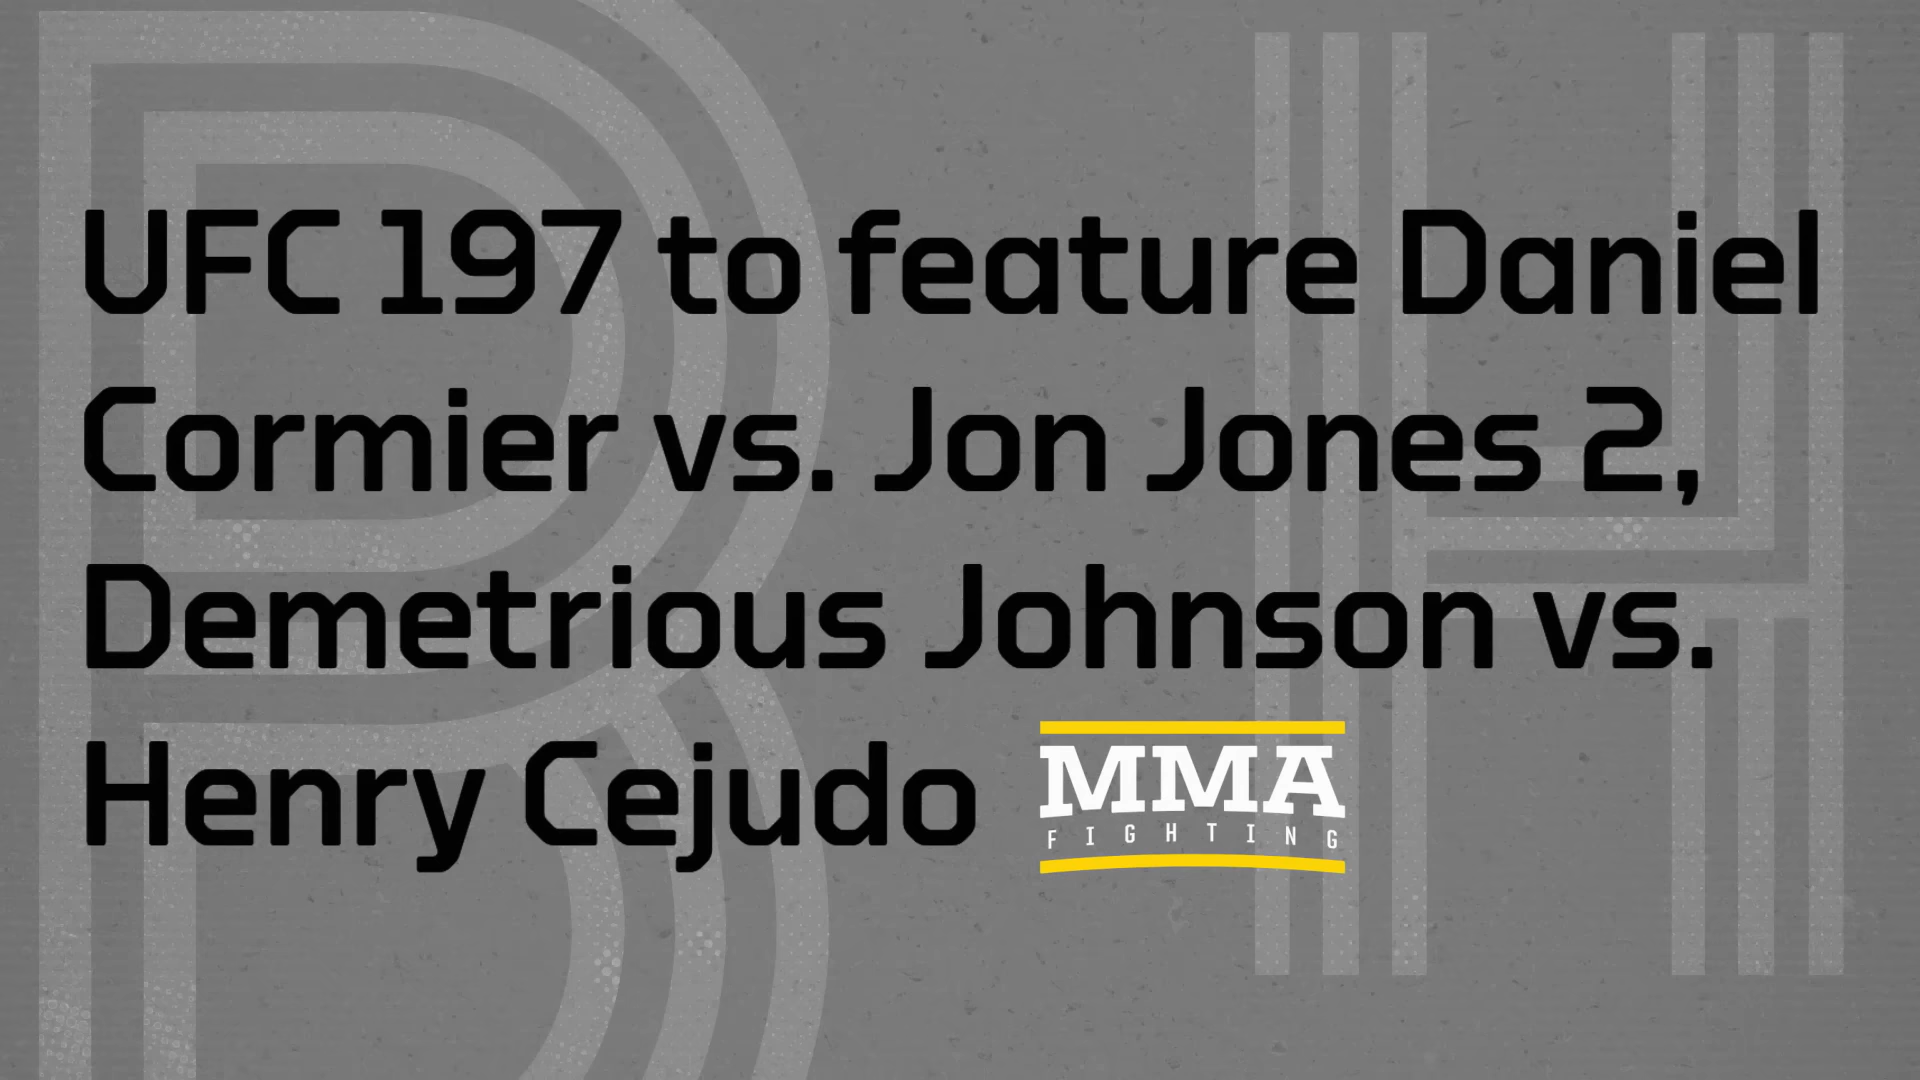 UFC 197 to feature Daniel
Cormier vs. Jon Jones 2,
Demetrious Johnson vs.
Henry Cejudo
MMA
FIGHTING